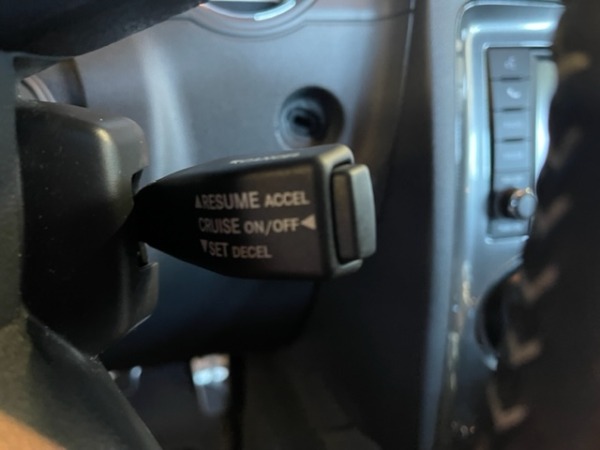 ▲RESUME ACCEL
CRUISE ON/OFF◀
▼SET DECEL